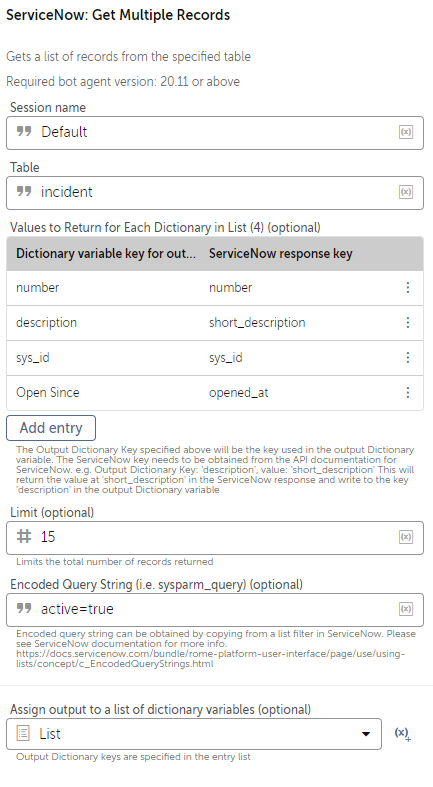 ServiceNow: Get Multiple Records
Gets a list of records from the specified table
Required bot agent version: 20.11 or above
Session name
Default
(x)
Table
incident
(x)
Values to Return for Each Dictionary in List (4) (optional)
Dictionary variable key for out... ServiceNow response key
number number
description short_description
sys_id sys_id
Open Since opened_at
Add entry
The Output Dictionary Key specified above will be the key used in the output Dictionary
variable. The ServiceNow key needs to be obtained from the API documentation for
ServiceNow. e.g. Output Dictionary Key: 'description', value: 'short_description' This will
return the value at 'short_description' in the ServiceNow response and write to the key
'description' in the output Dictionary variable
Limit (optional)
# 15
(x)
Limits the total number of records returned
Encoded Query String (i.e. sysparm_query) (optional)
active=true
(x)
Encoded query string can be obtained by copying from a list filter in ServiceNow. Please
see ServiceNow documentation for more info.
https://docs.servicenow.com/bundle/rome-platform-user-interface/page/use/using-
lists/concept/c_EncodedQueryStrings.html
Assign output to a list of dictionary variables (optional)
List
(x)+
Output Dictionary keys are specified in the entry list